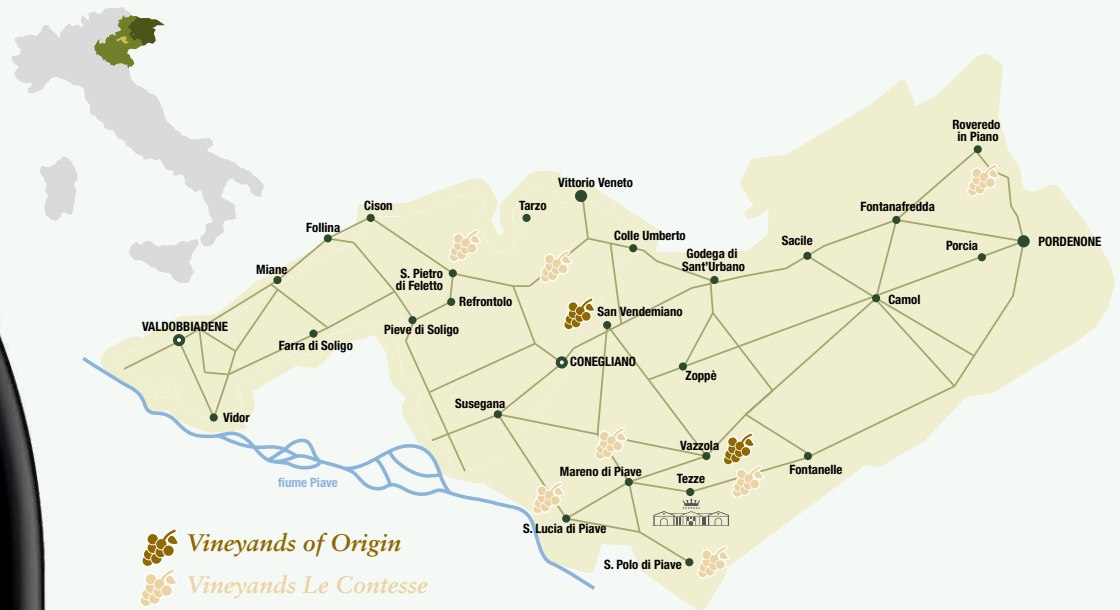 Roveredo
in Piano
Vittorio Veneto
Cison
Tarzo
Fontanafredda
Follina
Colle Umberto
Sacile
PORDENONE
Porcia
Godega di
Sant'Urbano
Miane
S. Pietro
di Feletto
Refrontolo
Camol
San Vendemiano
VALDOBBIADENE
Pieve di Soligo
Farra di Soligo
CONEGLIANO
Zoppè
Susegana
Vidor
Vazzola
Mareno di Piave
Fontanelle
Tezze
fiume Piave
S. Lucia di Piave
S. Polo di Piave
Vineyands of Origin
Vineyands Le Contesse